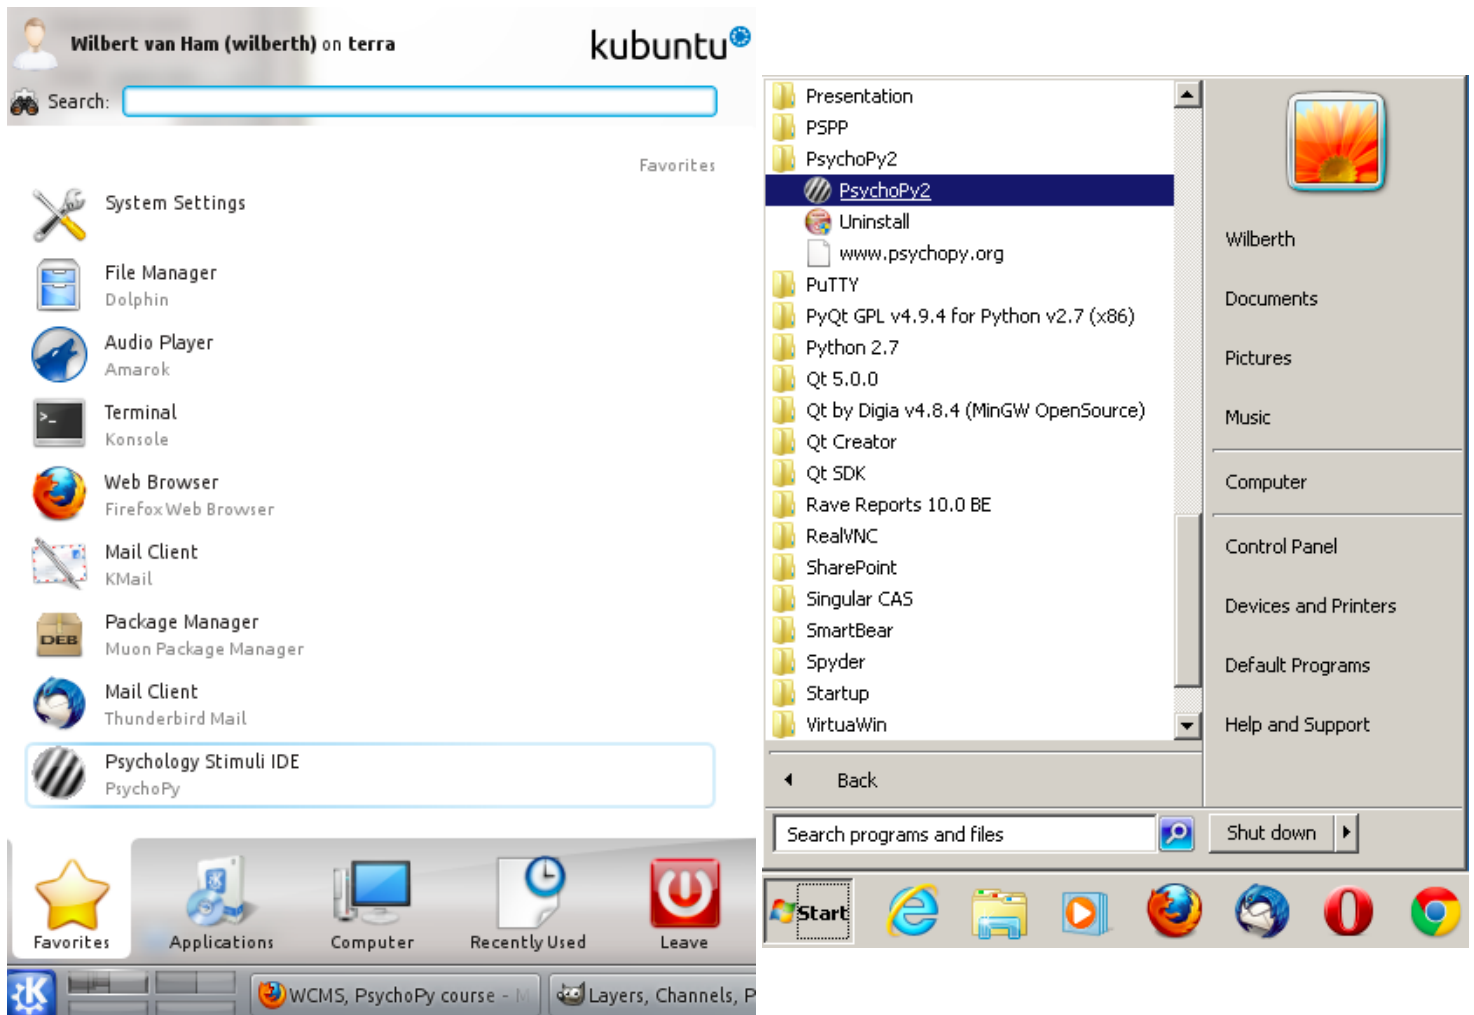 Wilbert van Ham (wilberth) on terra
kubuntu
Search:
Favorites
System Settings
File Manager
Dolphin
Audio Player
Amarok
>_
Terminal
Konsole
Web Browser
Firefox Web Browser
Mail Client
KMail
DEB
Package Manager
Muon Package Manager
Mail Client
Thunderbird Mail
Psychology Stimuli IDE
PsychoPy
Favorites
Applications
Computer
Recently Used
Leave
WCMS, PsychoPy course - M
Layers, Channels, P
Presentation
PSPP
PsychoPy2
PsychoPy2
Uninstall
www.psychopy.org
PuTTY
PyQt GPL v4.9.4 for Python v2.7 (x86)
Python 2.7
Qt 5.0.0
Qt by Digia v4.8.4 (MinGW OpenSource)
Qt Creator
Qt SDK
Rave Reports 10.0 BE
RealVNC
SharePoint
Singular CAS
SmartBear
Spyder
Startup
VirtuaWin
Back
Search programs and files
Wilberth
Documents
Pictures
Music
Computer
Control Panel
Devices and Printers
Default Programs
Help and Support
Shut down
Start